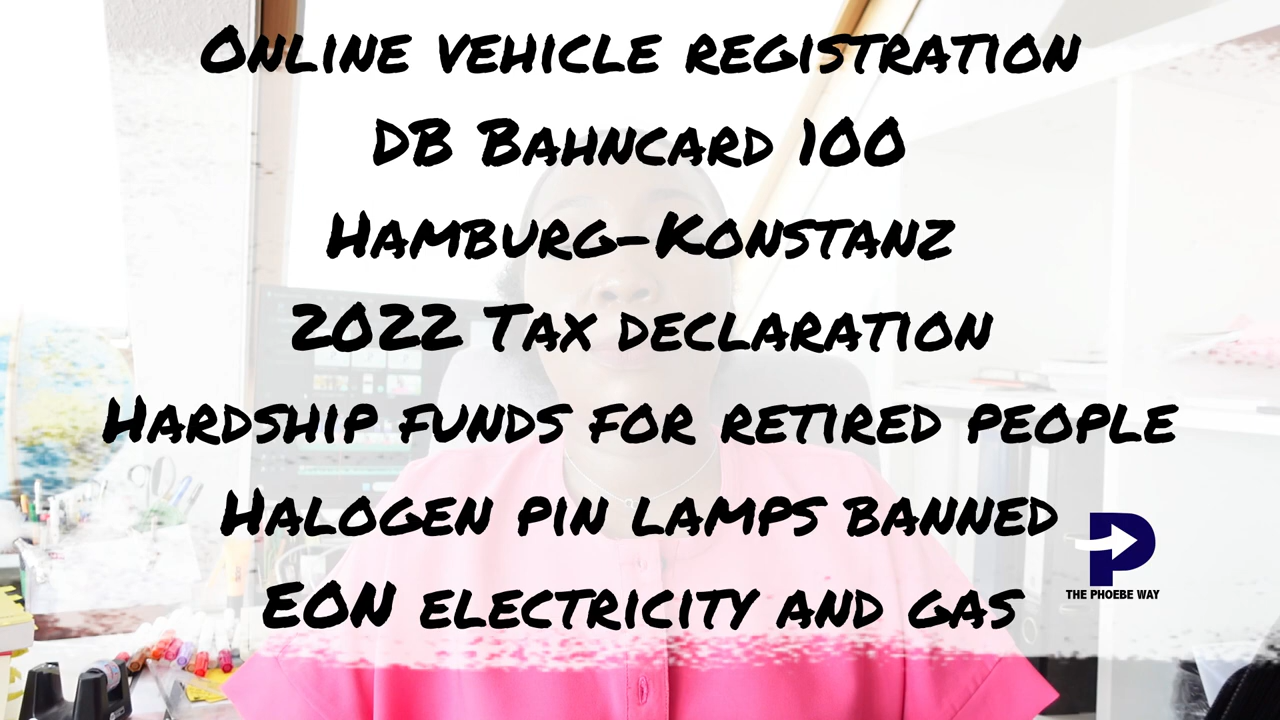 Online vehicle registration
DB Bahncard 100
Hamburg-Konstanz
2022 Tax declaration
Hardship funds for retired people
Halogen pin lamps banned
EON electricity and gas
THE PHOEBE WAY